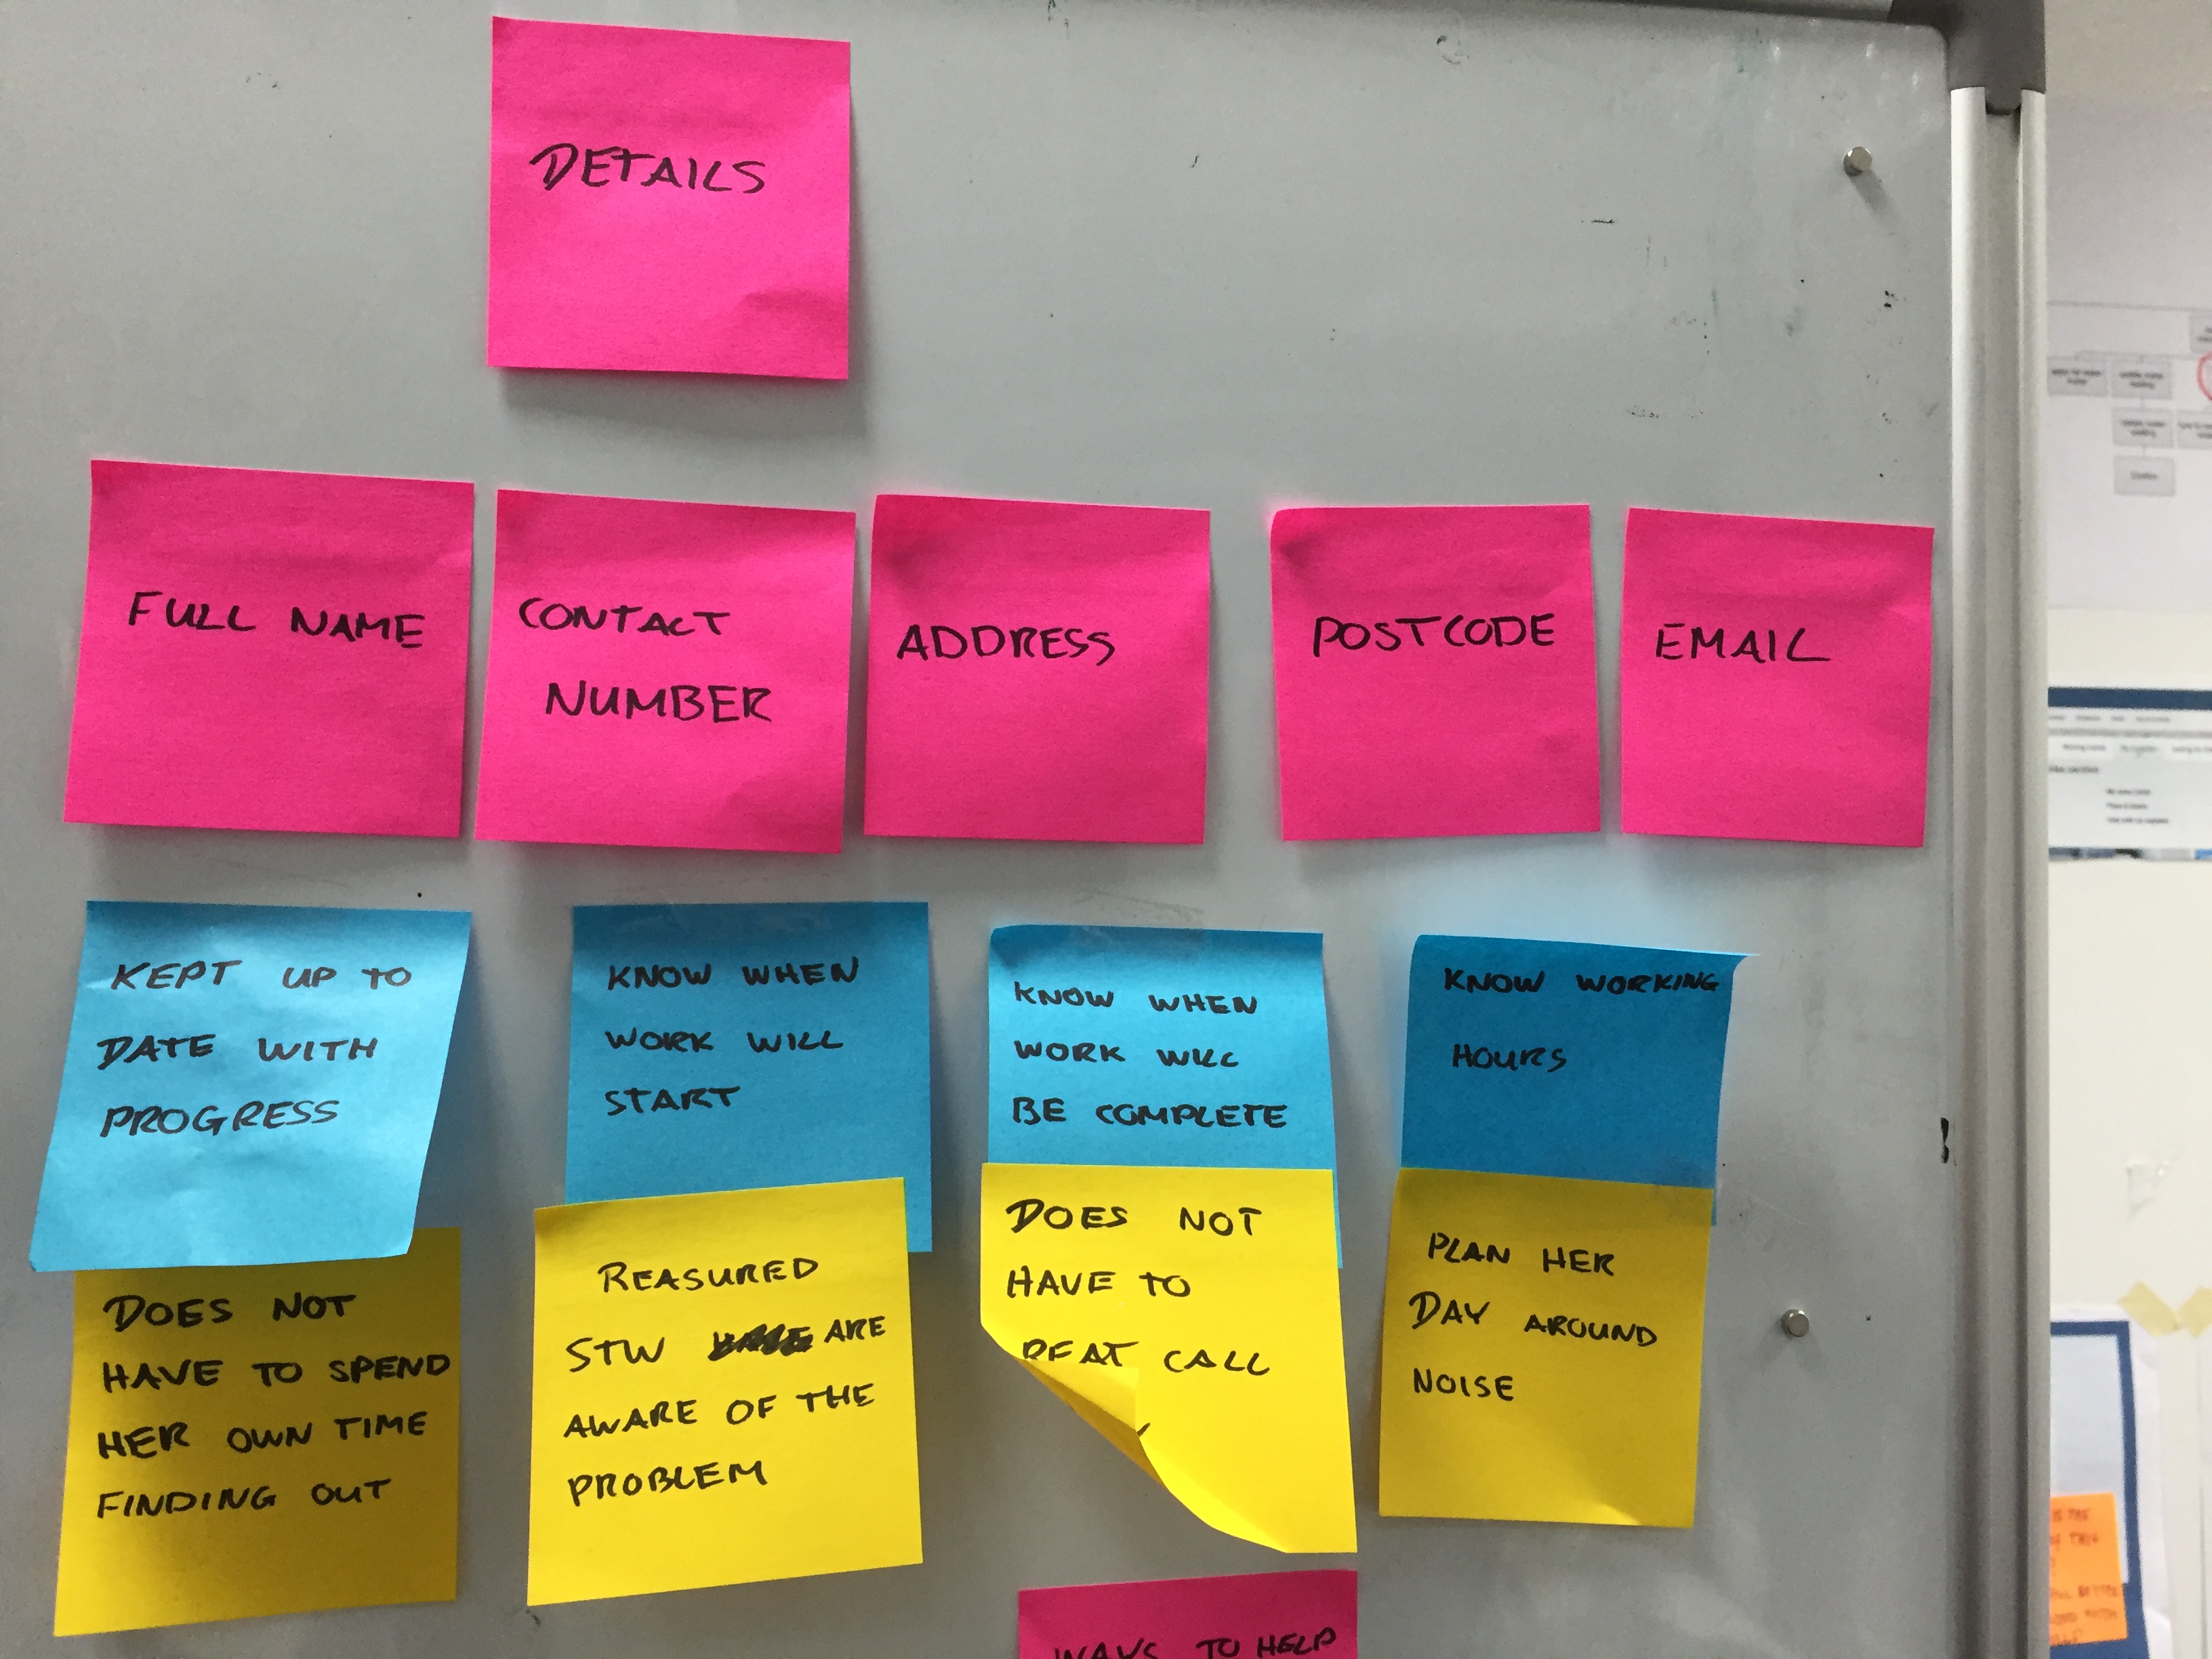 DETAILS
FULL NAME
CONTACT
NUMBER
ADDRESS
POSTCODE
EMAIL
KEPT UP TO
DATE WITH
PROGRESS
KNOW WHEN
WORK WILL
START
KNOW WHEN
WORK WILL
BE COMPLETE
KNOW WORKING
HOURS
DOES NOT
HAVE TO SPEND
HER OWN TIME
FINDING OUT
REASURED
STW ARE
AWARE OF THE
PROBLEM
DOES NOT
HAVE TO
CALL
PLAN HER
DAY AROUND
NOISE
WAYS TO HELP